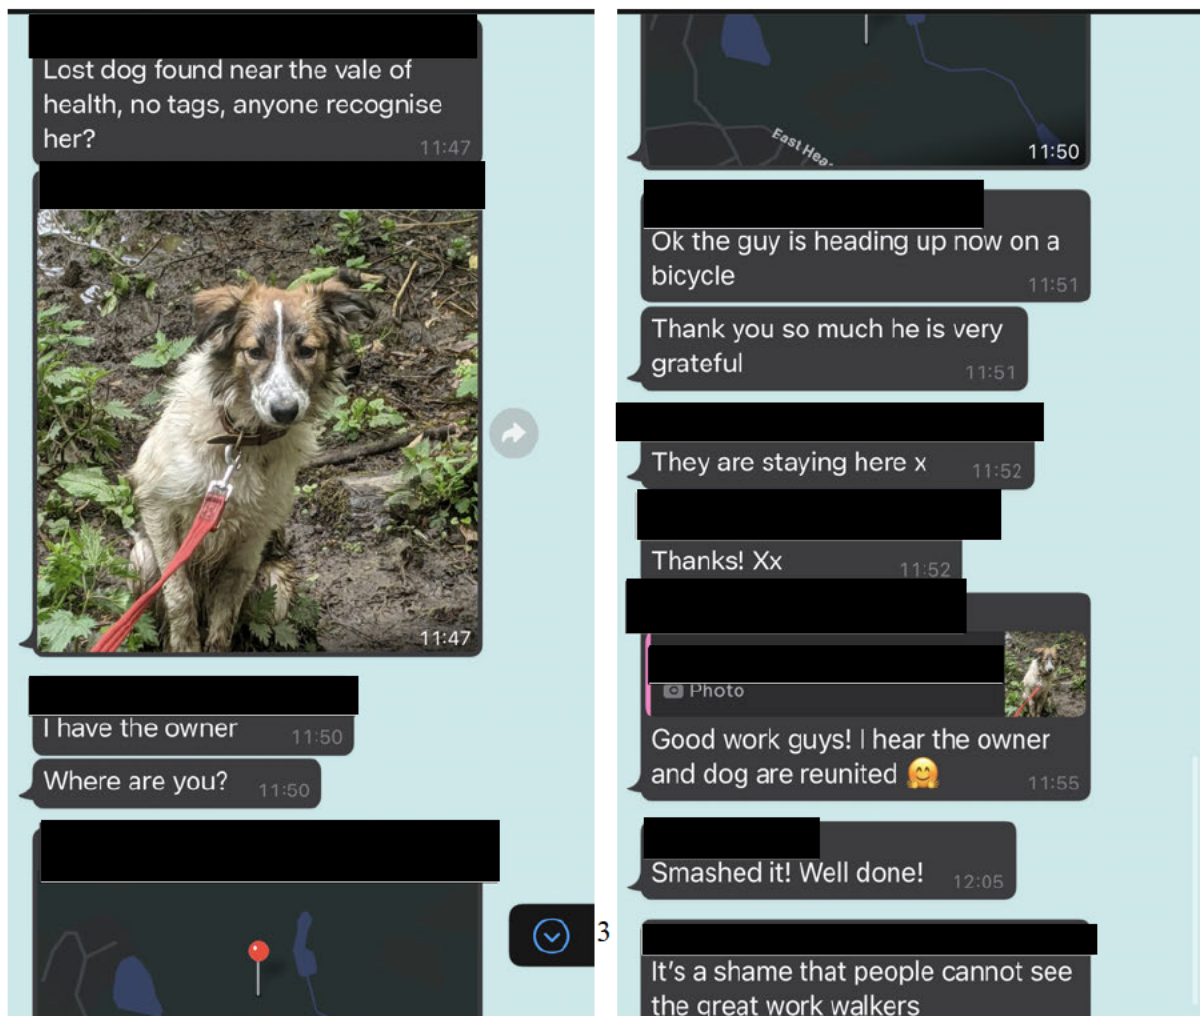 Lost dog found near the vale of
health, no tags, anyone recognise
her?
11:47
11:47
I have the owner
11:50
Where are you?
11:50
3
East Hea
11:50
Ok the guy is heading up now on a
bicycle
11:51
Thank you so much he is very
grateful
11:51
They are staying here x
11:52
Thanks! Xx
11:52
Photo
Good work guys! I hear the owner
and dog are reunited 🤗
11:55
Smashed it! Well done!
12:05
It's a shame that people cannot see
the great work walkers